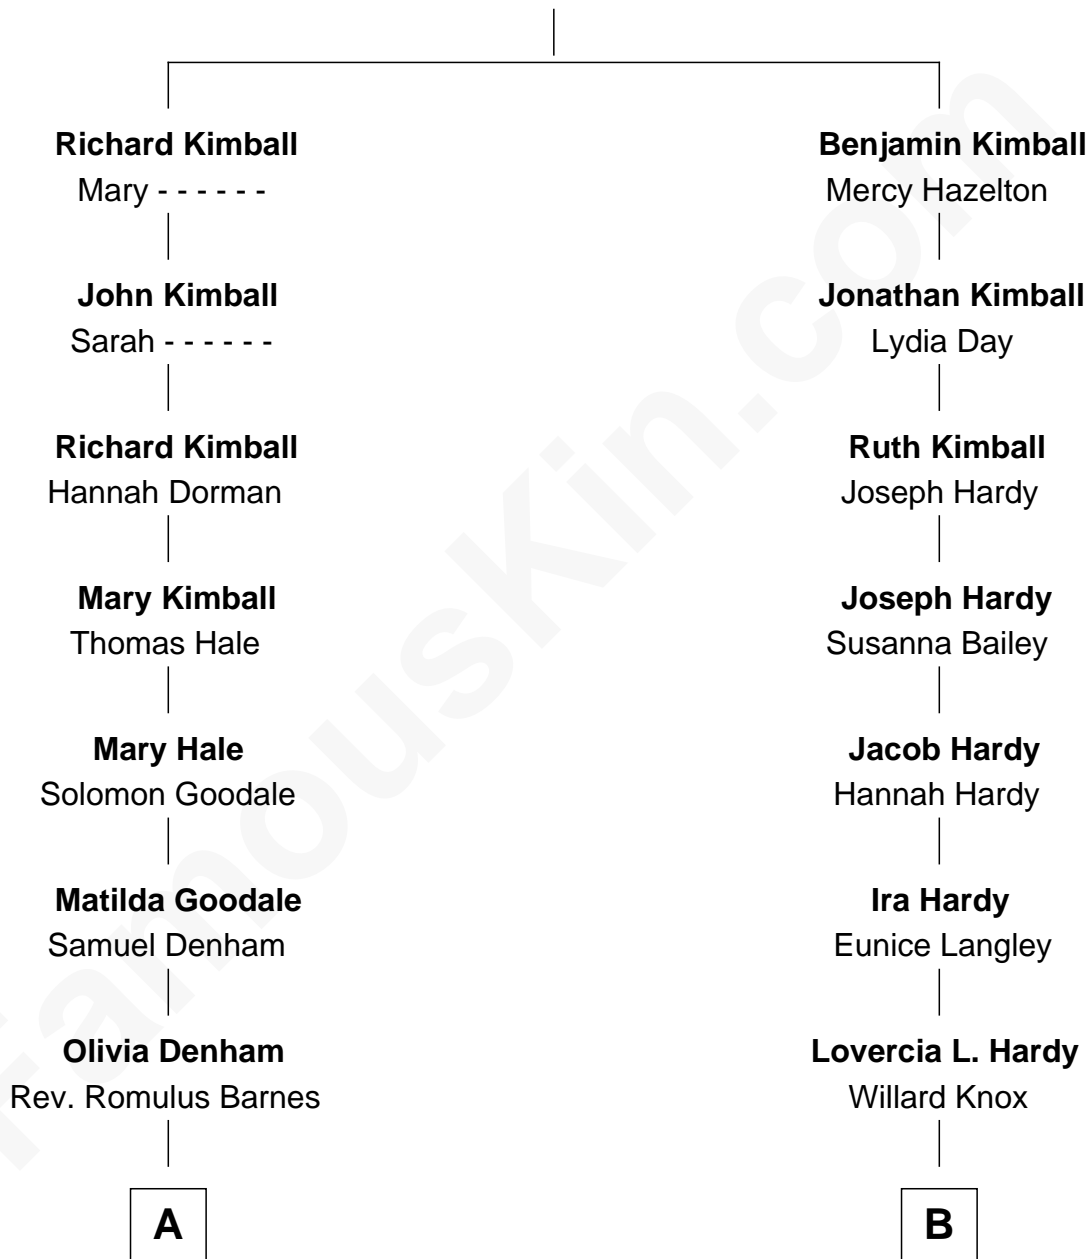 Richard Kimball
Mary - - - - - -
John Kimball
Sarah - - - - - -
Richard Kimball
Hannah Dorman
Mary Kimball
Thomas Hale
Mary Hale
Solomon Goodale
Matilda Goodale
Samuel Denham
Olivia Denham
Rev. Romulus Barnes
A
Benjamin Kimball
Mercy Hazelton
Jonathan Kimball
Lydia Day
Ruth Kimball
Joseph Hardy
Joseph Hardy
Susanna Bailey
Jacob Hardy
Hannah Hardy
Ira Hardy
Eunice Langley
Lovercia L. Hardy
Willard Knox
B
FamousKin.com